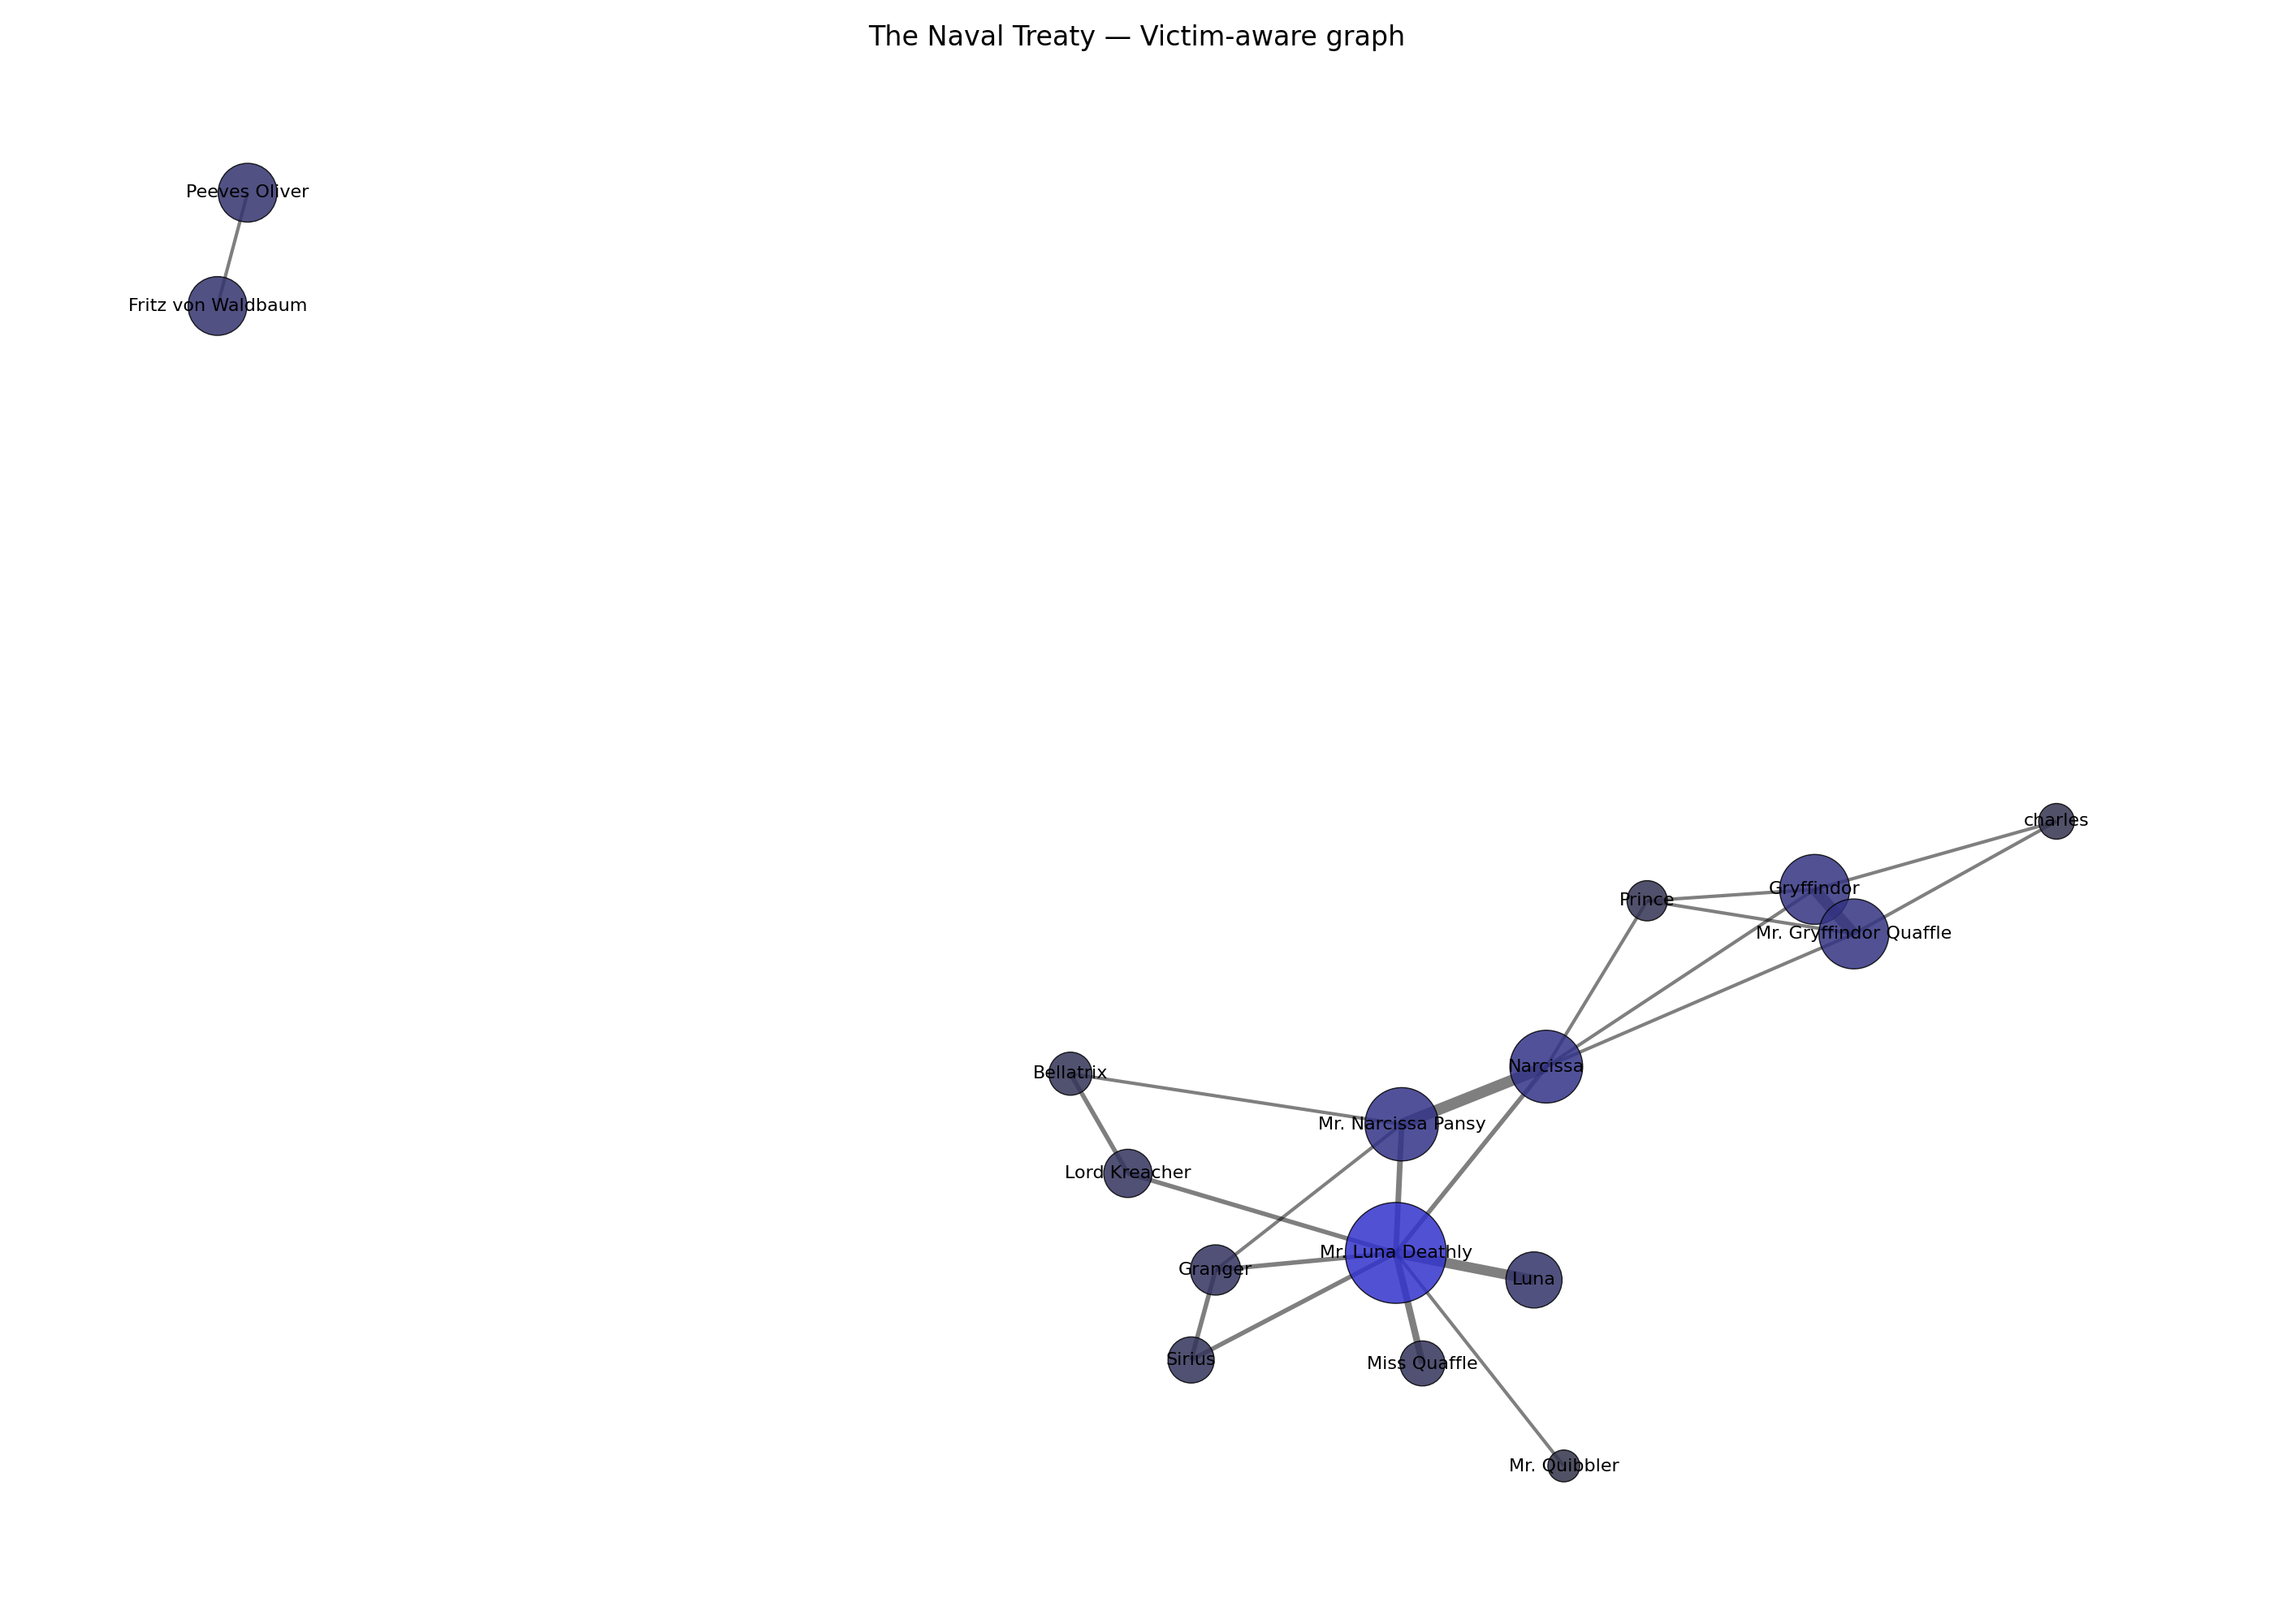 The Naval Treaty — Victim-aware graph
Peeves Oliver
Fritz von Waldbaum
charles
Gryffindor
Prince
Mr. Gryffindor Quaffle
Narcissa
Bellatrix
Mr. Narcissa Pansy
Lord Kreacher
Mr. Luna Deathly
Granger
Luna
Sirius
Miss Quaffle
Mr. Quibbler